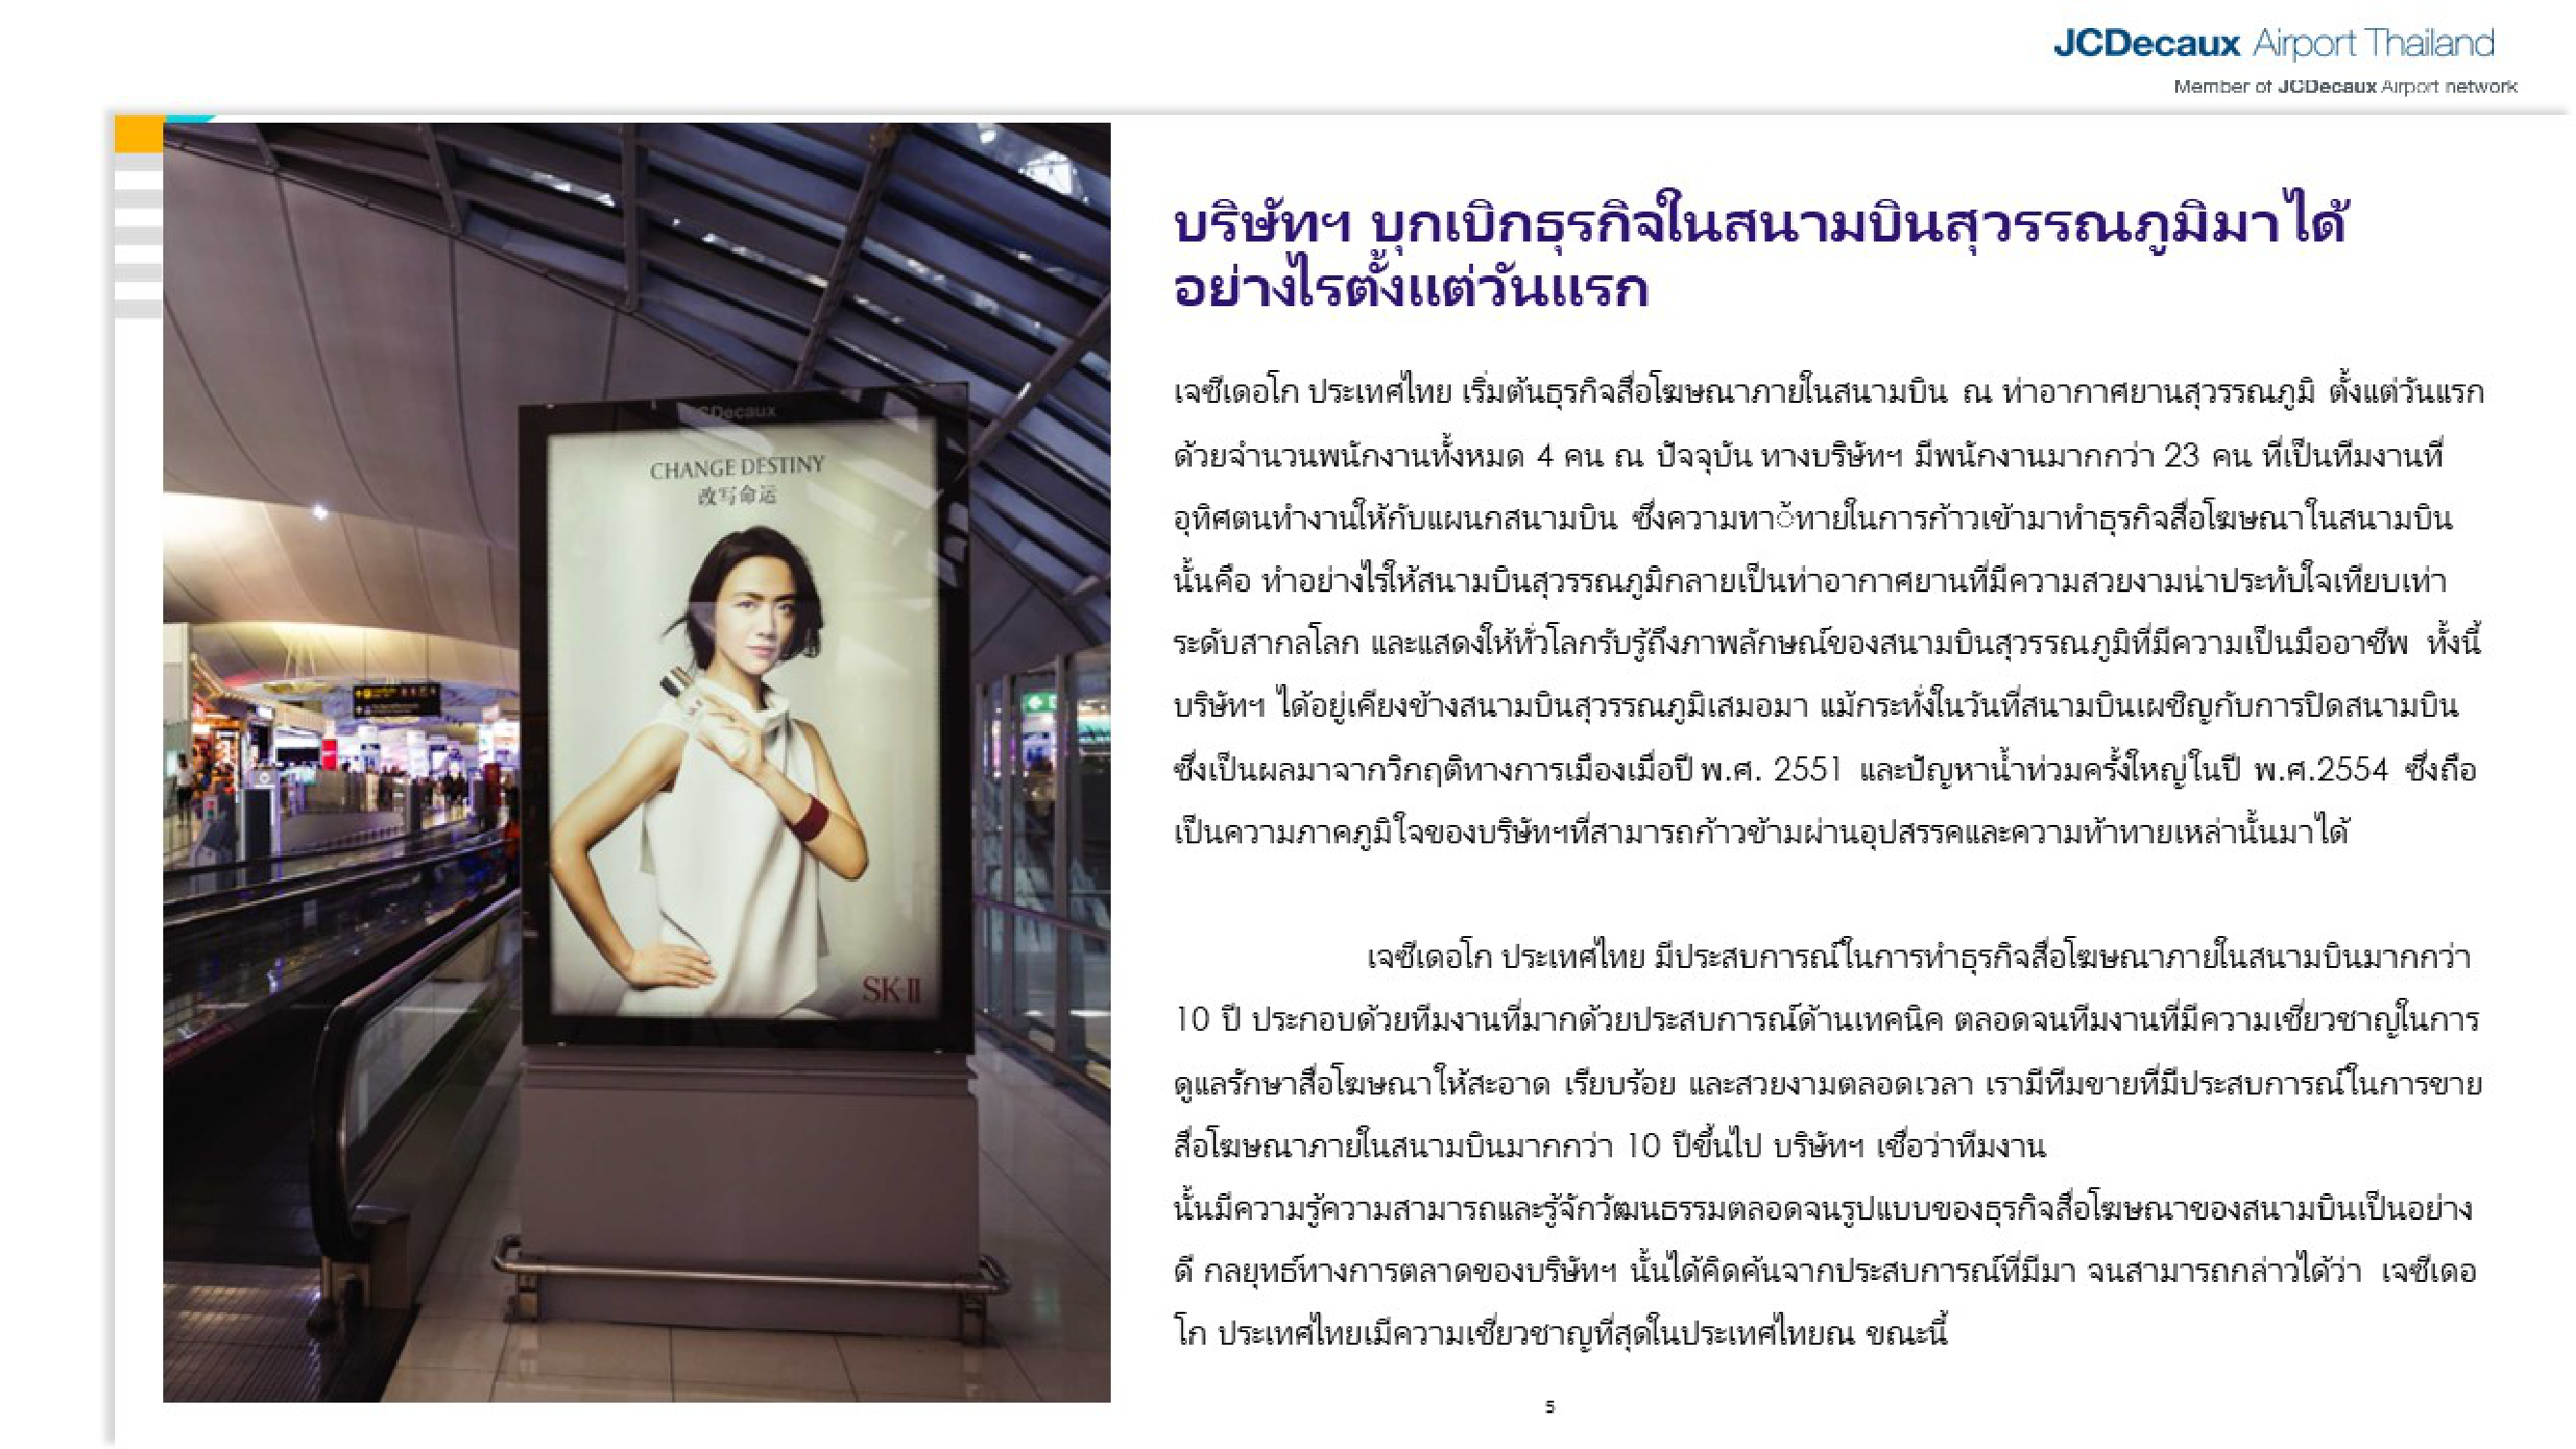 JCDecaux Airport Thailand
Member of JCDecaux Airport network
JCDecaux
CHANGE DESTINY
改写命运
SK-II
บริษัทฯ บุกเบิกธุรกิจในสนามบินสุวรรณภูมิมาได้
อย่างไรตั้งแต่วันแรก
เจซีเดอโก ประเทศไทย เริ่มต้นธุรกิจสื่อโฆษณาภายในสนามบิน ณ ท่าอากาศยานสุวรรณภูมิ ตั้งแต่วันแรก
ด้วยจำนวนพนักงานทั้งหมด 4 คน ณ ปัจจุบัน ทางบริษัทฯ มีพนักงานมากกว่า 23 คน ที่เป็นทีมงานที่
อุทิศตนทำงานให้กับแผนกสนามบิน ซึ่งความทา้ทายในการก้าวเข้ามาทำธุรกิจสื่อโฆษณาในสนามบิน
นั้นคือ ทำอย่างไรให้สนามบินสุวรรณภูมิกลายเป็นท่าอากาศยานที่มีความสวยงามน่าประทับใจเทียบเท่า
ระดับสากลโลก และแสดงให้ทั่วโลกรับรู้ถึงภาพลักษณ์ของสนามบินสุวรรณภูมิที่มีความเป็นมืออาชีพ ทั้งนี้
บริษัทฯ ได้อยู่เคียงข้างสนามบินสุวรรณภูมิเสมอมา แม้กระทั่งในวันที่สนามบินเผชิญกับการปิดสนามบิน
ซึ่งเป็นผลมาจากวิกฤติทางการเมืองเมื่อปี พ.ศ. 2551 และปัญหาน้ำท่วมครั้งใหญ่ในปี พ.ศ.2554 ซึ่งถือ
เป็นความภาคภูมิใจของบริษัทฯที่สามารถก้าวข้ามผ่านอุปสรรคและความท้าทายเหล่านั้นมาได้
เจซีเดอโก ประเทศไทย มีประสบการณ์ในการทำธุรกิจสื่อโฆษณาภายในสนามบินมากกว่า
10 ปี ประกอบด้วยทีมงานที่มากด้วยประสบการณ์ด้านเทคนิค ตลอดจนทีมงานที่มีความเชี่ยวชาญในการ
ดูแลรักษาสื่อโฆษณาให้สะอาด เรียบร้อย และสวยงามตลอดเวลา เรามีทีมขายที่มีประสบการณ์ในการขาย
สื่อโฆษณาภายในสนามบินมากกว่า 10 ปีขึ้นไป บริษัทฯ เชื่อว่าทีมงาน
นั้นมีความรู้ความสามารถและรู้จักวัฒนธรรมตลอดจนรูปแบบของธุรกิจสื่อโฆษณาของสนามบินเป็นอย่าง
ดี กลยุทธ์ทางการตลาดของบริษัทฯ นั้นได้คิดค้นจากประสบการณ์ที่มีมา จนสามารถกล่าวได้ว่า เจซีเดอ
โก ประเทศไทยเมีความเชี่ยวชาญที่สุดในประเทศไทยณ ขณะนี้
5